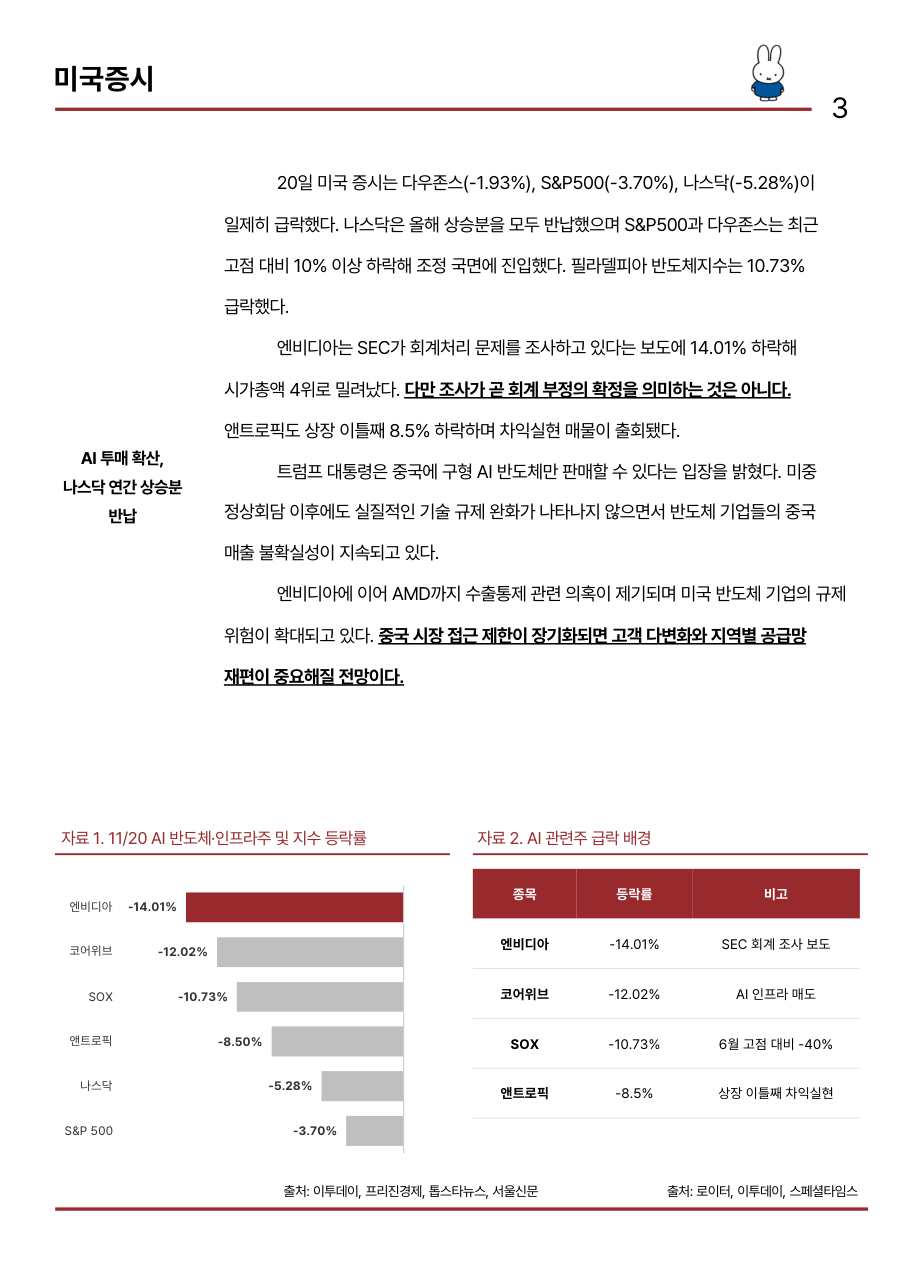 미국증시
3
20일 미국 증시는 다우존스(-1.93%), S&P500(-3.70%), 나스닥(-5.28%)이
일제히 급락했다. 나스닥은 올해 상승분을 모두 반납했으며 S&P500과 다우존스는 최근
고점 대비 10% 이상 하락해 조정 국면에 진입했다. 필라델피아 반도체지수는 10.73%
급락했다.
엔비디아는 SEC가 회계처리 문제를 조사하고 있다는 보도에 14.01% 하락해
시가총액 4위로 밀려났다. 다만 조사가 곧 회계 부정의 확정을 의미하는 것은 아니다.
앤트로픽도 상장 이틀째 8.5% 하락하며 차익실현 매물이 출회됐다.
AI 투매 확산,
나스닥 연간 상승분
반납
트럼프 대통령은 중국에 구형 AI 반도체만 판매할 수 있다는 입장을 밝혔다. 미중
정상회담 이후에도 실질적인 기술 규제 완화가 나타나지 않으면서 반도체 기업들의 중국
매출 불확실성이 지속되고 있다.
엔비디아에 이어 AMD까지 수출통제 관련 의혹이 제기되며 미국 반도체 기업의 규제
위험이 확대되고 있다. 중국 시장 접근 제한이 장기화되면 고객 다변화와 지역별 공급망
재편이 중요해질 전망이다.
자료 1. 11/20 AI 반도체·인프라주 및 지수 등락률
엔비디아 -14.01%
코어위브 -12.02%
SOX -10.73%
앤트로픽 -8.50%
나스닥 -5.28%
S&P 500 -3.70%
출처: 이투데이, 프리진경제, 톱스타뉴스, 서울신문
자료 2. AI 관련주 급락 배경
종목 등락률 비고
엔비디아 -14.01% SEC 회계 조사 보도
코어위브 -12.02% AI 인프라 매도
SOX -10.73% 6월 고점 대비 -40%
앤트로픽 -8.5% 상장 이틀째 차익실현
출처: 로이터, 이투데이, 스페셜타임스